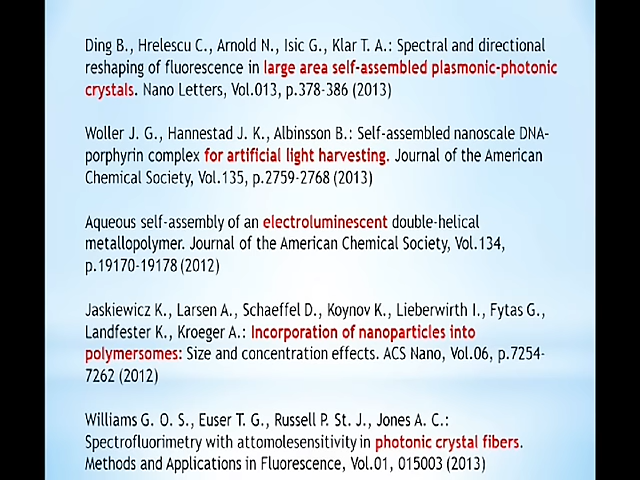 Ding B., Hrelescu C., Arnold N., Isic G., Klar T. A.: Spectral and directional
reshaping of fluorescence in large area self-assembled plasmonic-photonic
crystals. Nano Letters, Vol.013, p.378-386 (2013)
Woller J. G., Hannestad J. K., Albinsson B.: Self-assembled nanoscale DNA-
porphyrin complex for artificial light harvesting. Journal of the American
Chemical Society, Vol.135, p.2759-2768 (2013)
Aqueous self-assembly of an electroluminescent double-helical
metallopolymer. Journal of the American Chemical Society, Vol.134,
p.19170-19178 (2012)
Jaskiewicz K., Larsen A., Schaeffel D., Koynov K., Lieberwirth I., Fytas G.,
Landfester K., Kroeger A.: Incorporation of nanoparticles into
polymersomes: Size and concentration effects. ACS Nano, Vol.06, p.7254-
7262 (2012)
Williams G. O. S., Euser T. G., Russell P. St. J., Jones A. C.:
Spectrofluorimetry with attomolesensitivity in photonic crystal fibers.
Methods and Applications in Fluorescence, Vol.01, 015003 (2013)